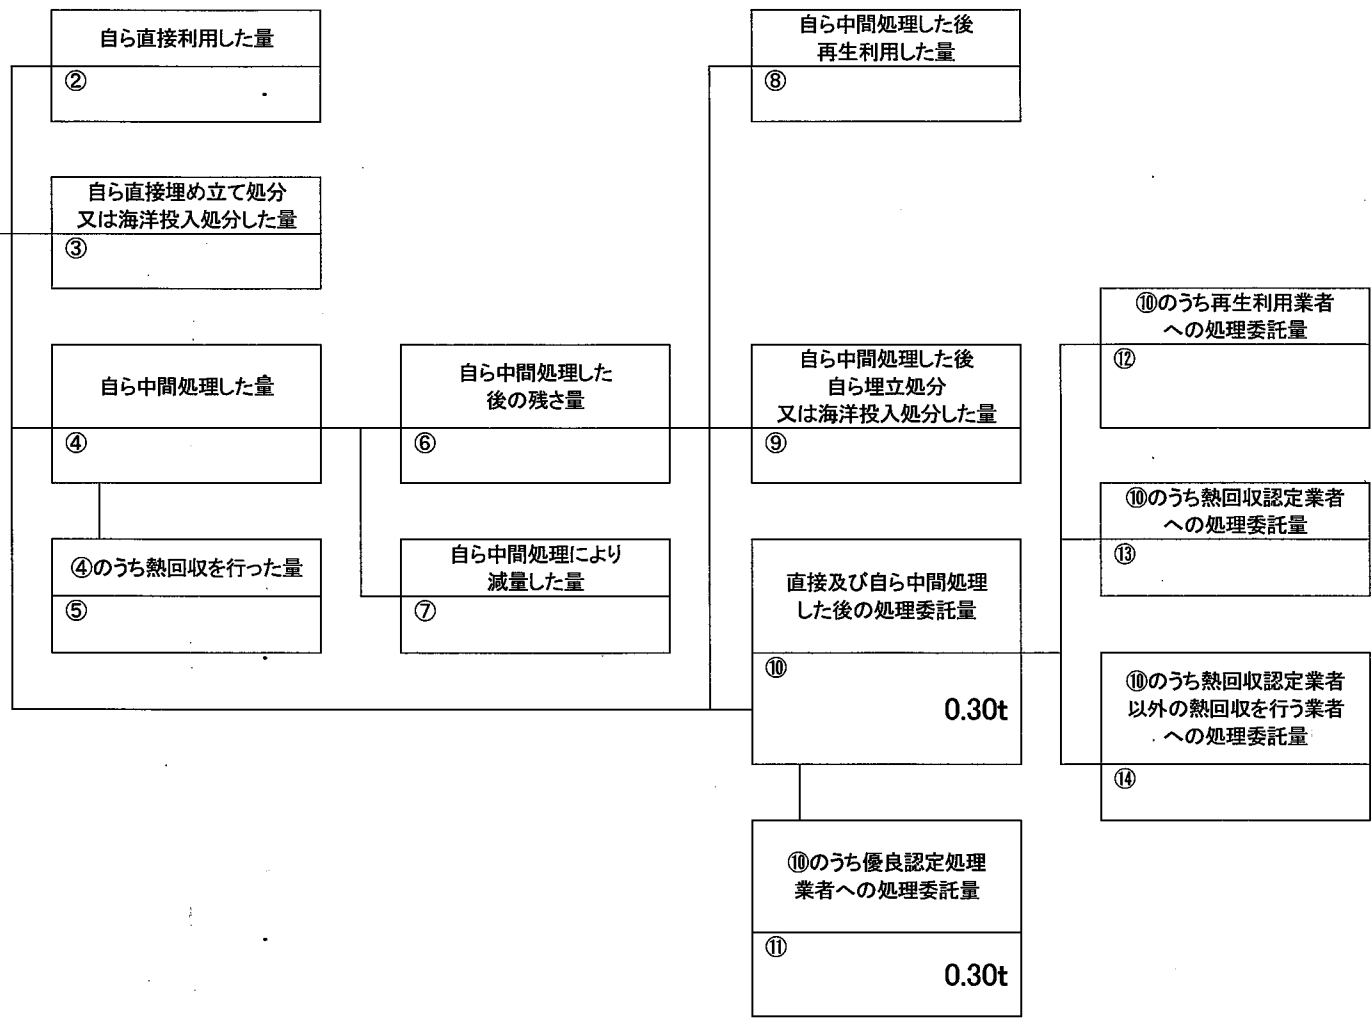 自ら直接利用した量
②
自ら直接埋め立て処分
又は海洋投入処分した量
③
自ら中間処理した量
④
④のうち熱回収を行った量
⑤
自ら中間処理した
後の残さ量
⑥
自ら中間処理により
減量した量
⑦
自ら中間処理した後
再生利用した量
⑧
自ら中間処理した後
自ら埋立処分
又は海洋投入処分した量
⑨
直接及び自ら中間処理
した後の処理委託量
⑩
0.30t
⑩のうち優良認定処理
業者への処理委託量
⑪
0.30t
⑩のうち再生利用業者
への処理委託量
⑫
⑩のうち熱回収認定業者
への処理委託量
⑬
⑩のうち熱回収認定業者
以外の熱回収を行う業者
への処理委託量
⑭